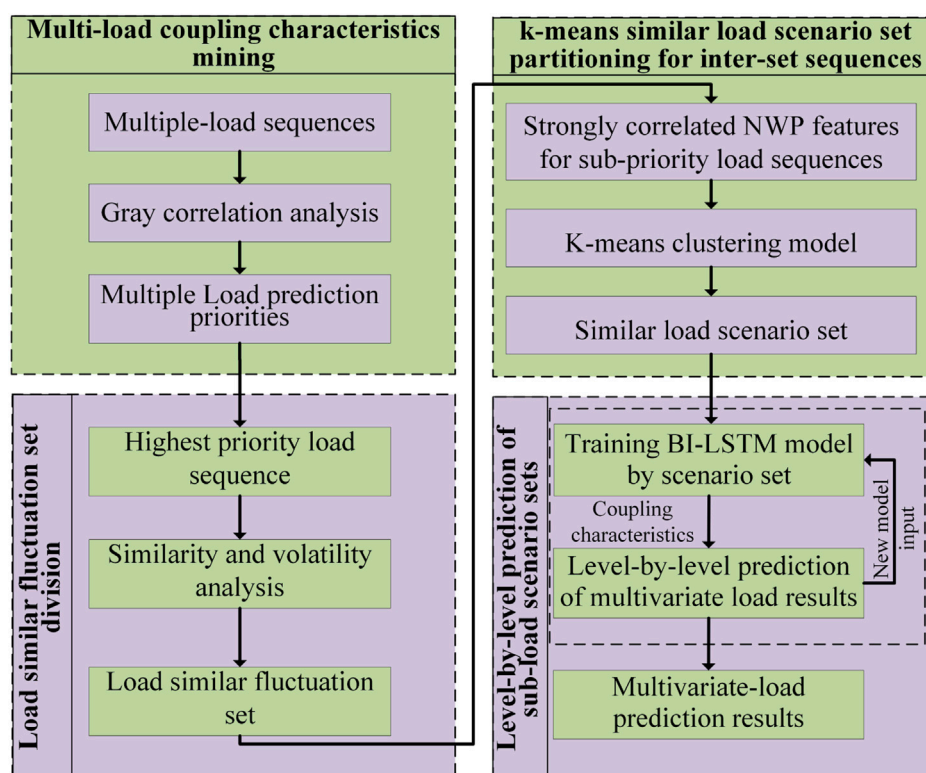 Multi-load coupling characteristics
mining
Multiple-load sequences
Gray correlation analysis
Multiple Load prediction
priorities
Load similar fluctuation set
division
Highest priority load
sequence
Similarity and volatility
analysis
Load similar fluctuation
set
k-means similar load scenario set
partitioning for inter-set sequences
Strongly correlated NWP features
for sub-priority load sequences
K-means clustering model
Similar load scenario set
Level-by-level prediction of
sub-load scenario sets
Training BI-LSTM model
by scenario set
Coupling
characteristics
New model
input
Level-by-level prediction
of multivariate load results
Multivariate-load
prediction results